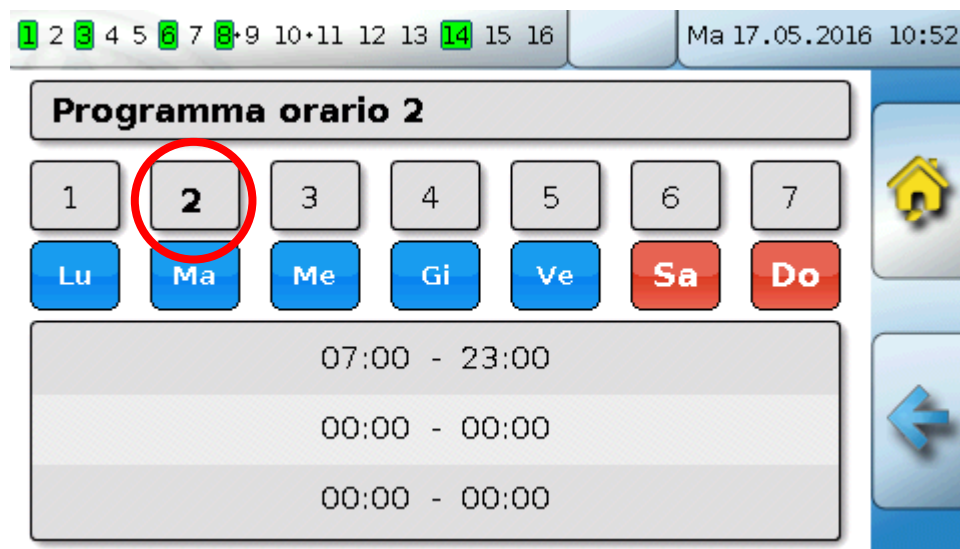 1 2 3 4 5 6 7 8+9 10+11 12 13 14 15 16 Ma 17.05.2016 10:52
Programma orario 2
1 2 3 4 5 6 7
Lu Ma Me Gi Ve Sa Do
07:00 - 23:00
00:00 - 00:00
00:00 - 00:00